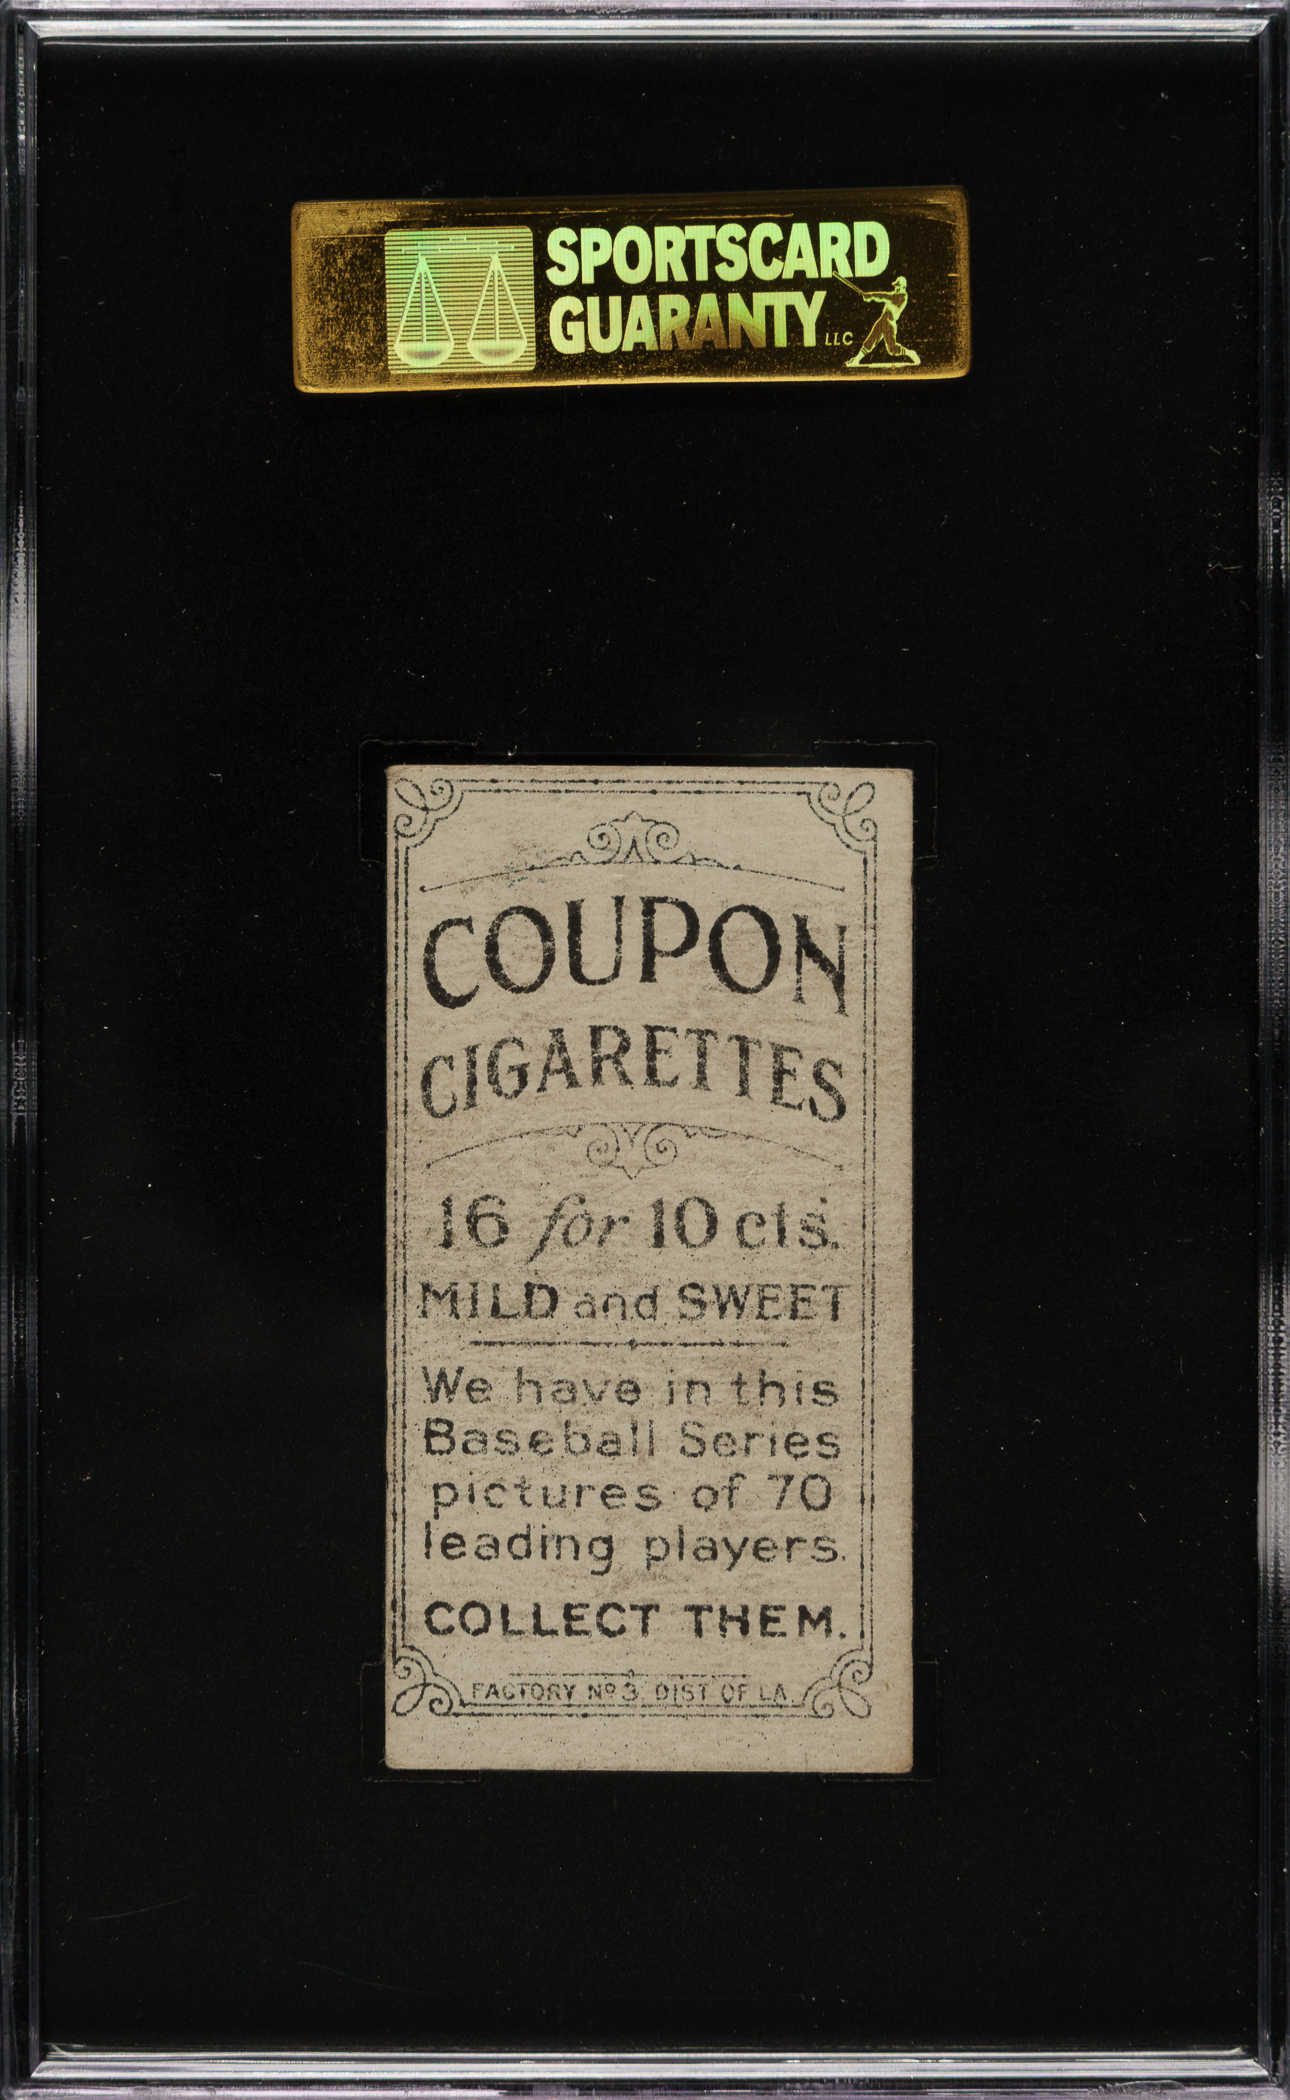 SPORTSCARD
GUARANTY LLC
COUPON
CIGARETTES
16 for 10 cts.
MILD and SWEET
We have in this
Baseball Series
pictures of 70
leading players.
COLLECT THEM.
FACTORY Nº 3, DIST OF LA.